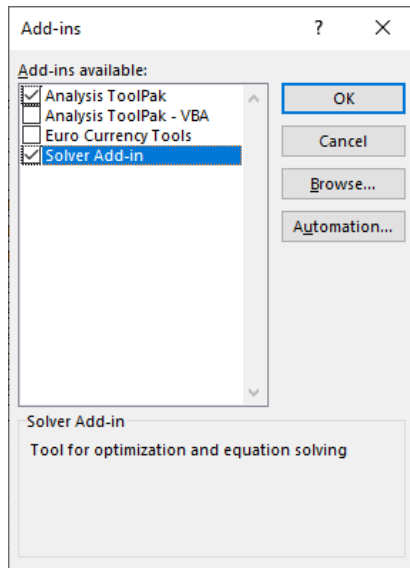 Add-ins ?
Add-ins available:
Analysis ToolPak
Analysis ToolPak - VBA
Euro Currency Tools
Solver Add-in
OK
Cancel
Browse...
Automation...
Solver Add-in
Tool for optimization and equation solving